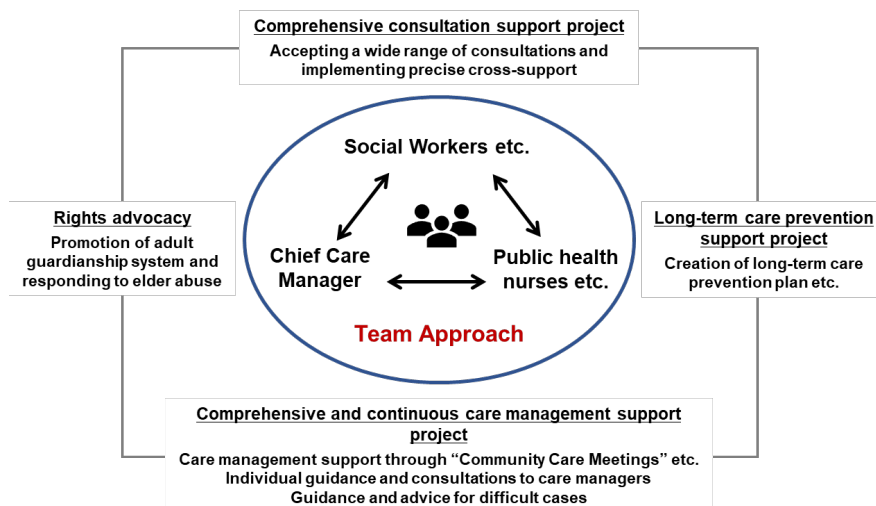 Comprehensive consultation support project
Accepting a wide range of consultations and
implementing precise cross-support
Social Workers etc.
Rights advocacy
Promotion of adult
guardianship system and
responding to elder abuse
Chief Care
Manager
Public health
nurses etc.
Long-term care prevention
support project
Creation of long-term care
prevention plan etc.
Team Approach
Comprehensive and continuous care management support
project
Care management support through “Community Care Meetings” etc.
Individual guidance and consultations to care managers
Guidance and advice for difficult cases